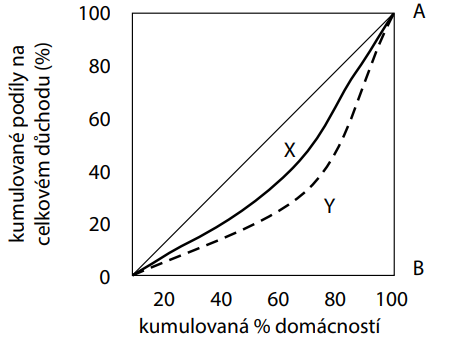 kumulované podíly na
celkovém důchodu (%)
100
80
60
40
20
0
A
X
Y
B
20 40 60 80 100
kumulovaná % domácností